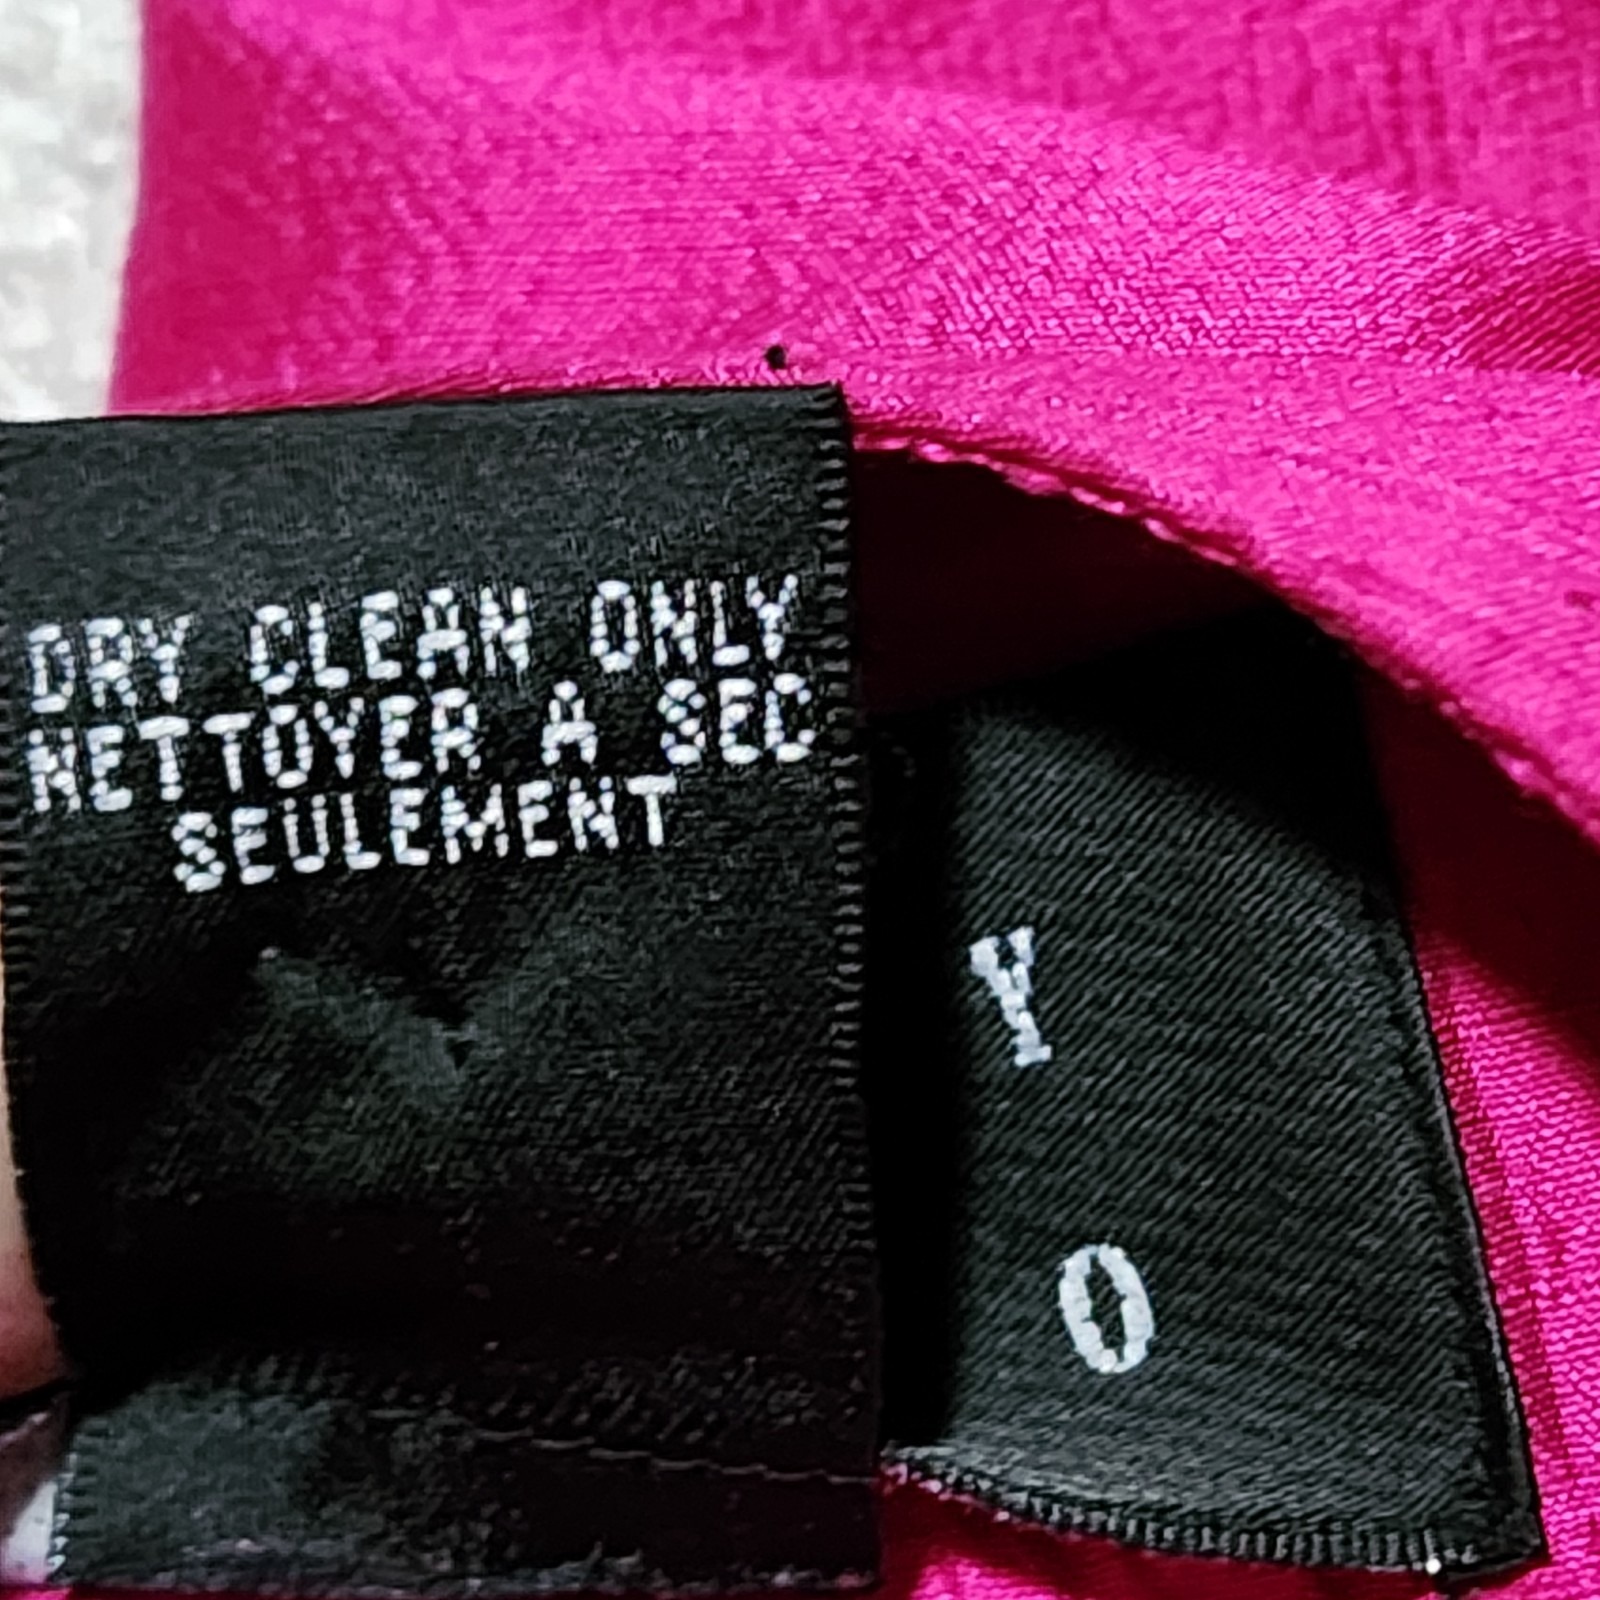 DRY CLEAN ONLY
NETTOYER A SEC
SEULEMENT
Y
0